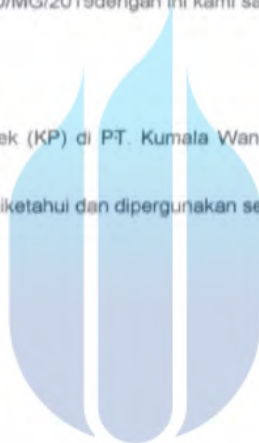 /MG/2019dengan ini kami sa
ek (KP) di PT. Kumala Wan
iketahui dan dipergunakan se